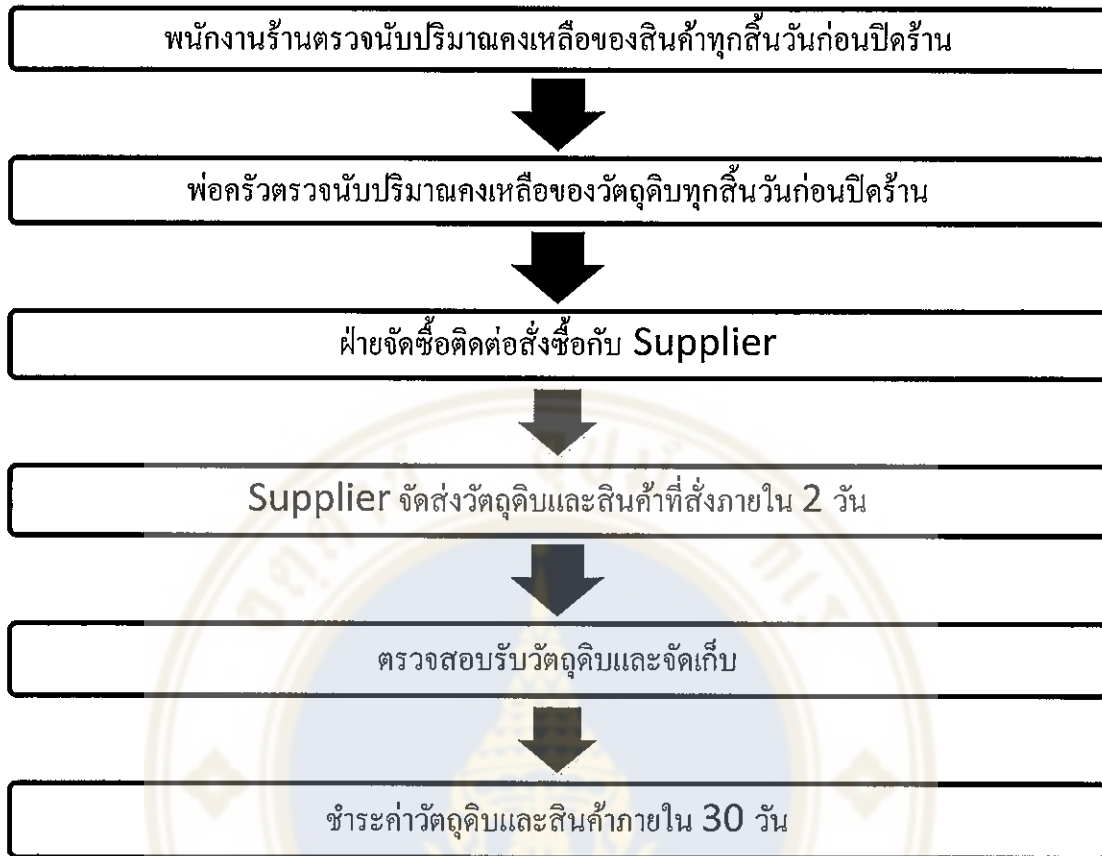 พนักงานร้านตรวจนับปริมาณคงเหลือของสินค้าทุกสิ้นวันก่อนปิดร้าน
พ่อครัวตรวจนับปริมาณคงเหลือของวัตถุดิบทุกสิ้นวันก่อนปิดร้าน
ฝ่ายจัดซื้อติดต่อสั่งซื้อกับ Supplier
Supplier จัดส่งวัตถุดิบและสินค้าที่สั่งภายใน 2 วัน
ตรวจสอบรับวัตถุดิบและจัดเก็บ
ชำระค่าวัตถุดิบและสินค้าภายใน 30 วัน